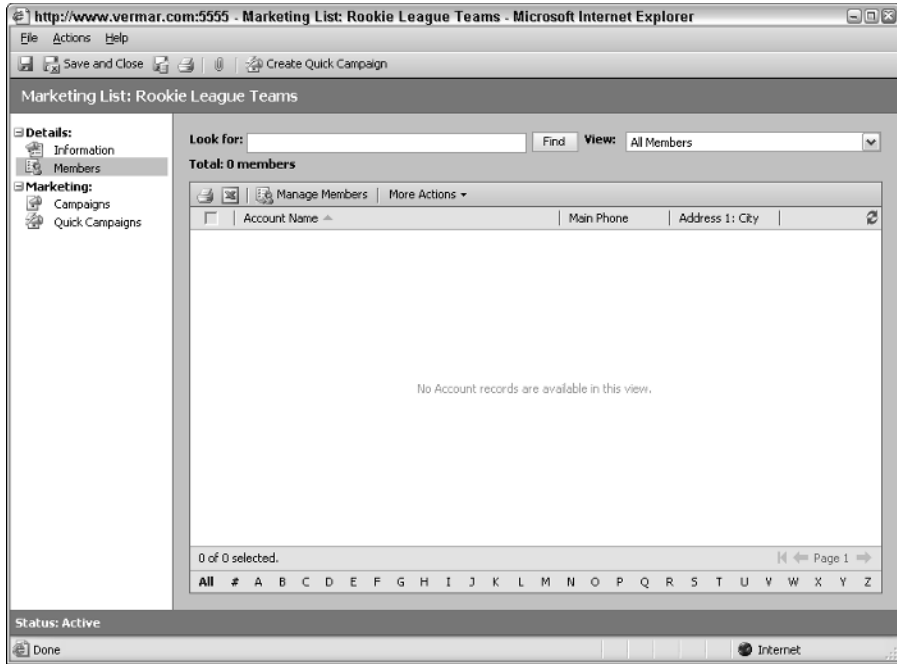 http://www.vermar.com:5555 - Marketing List: Rookie League Teams - Microsoft Internet Explorer
File Actions Help
Save and Close Create Quick Campaign
Marketing List: Rookie League Teams
Details:
Information
Members
Marketing:
Campaigns
Quick Campaigns
Look for: Find View: All Members
Total: 0 members
Manage Members More Actions
Account Name Main Phone Address 1: City
No Account records are available in this view.
0 of 0 selected. Page 1
All # A B C D E F G H I J K L M N O P Q R S T U V W X Y Z
Status: Active
Done Internet